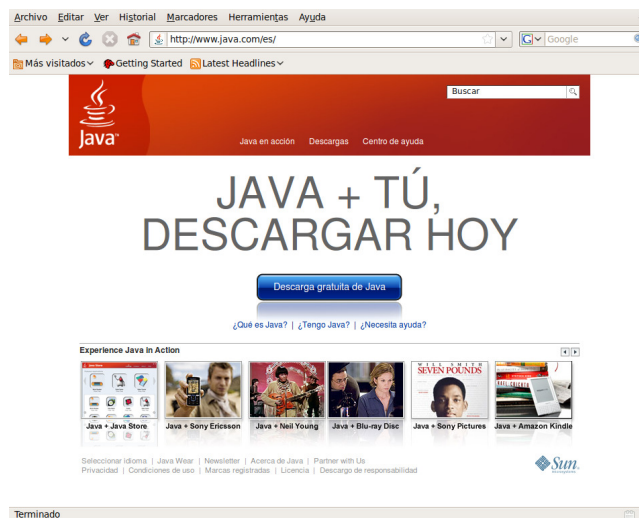 Archivo Editar Ver Historial Marcadores Herramientas Ayuda
http://www.java.com/es/
Google
Más visitados Getting Started Latest Headlines
Java™
Buscar
Java en acción Descargas Centro de ayuda
JAVA + TÚ,
DESCARGAR HOY
Descarga gratuita de Java
¿Qué es Java? | ¿Tengo Java? | ¿Necesita ayuda?
Experience Java in Action
WILL SMITH
SEVEN POUNDS
Java + Java Store Java + Sony Ericsson Java + Neil Young Java + Blu-ray Disc Java + Sony Pictures Java + Amazon Kindle
Seleccionar idioma | Java Wear | Newsletter | Acerca de Java | Partner with Us
Privacidad | Condiciones de uso | Marcas registradas | Licencia | Descargo de responsabilidad
Sun
Terminado